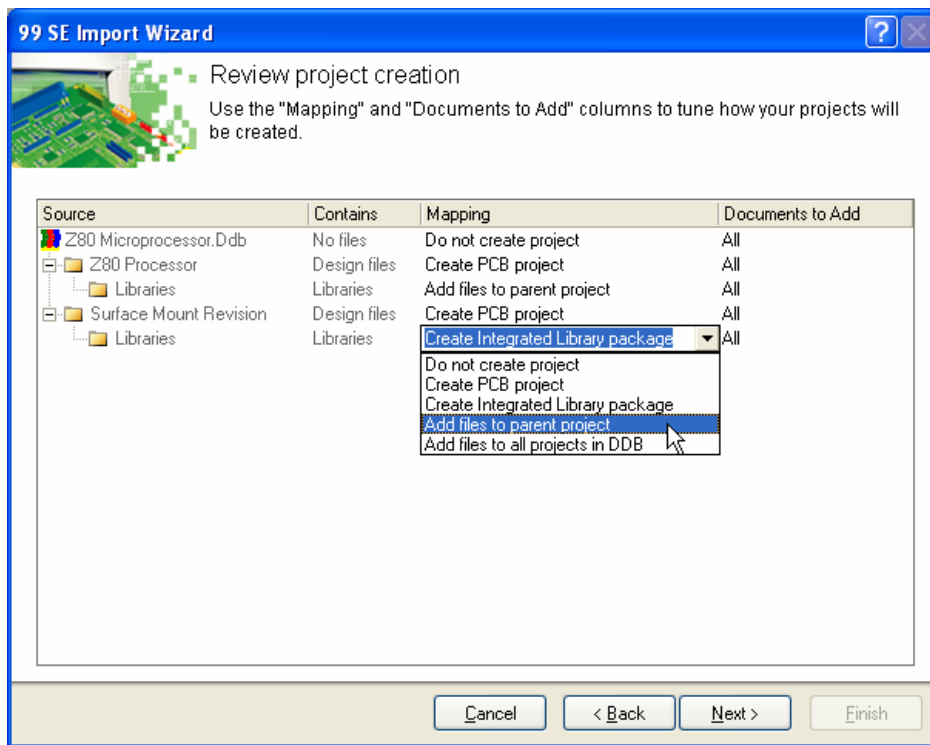 99 SE Import Wizard
Review project creation
Use the "Mapping" and "Documents to Add" columns to tune how your projects will
be created.
Source Contains Mapping Documents to Add
Z80 Microprocessor.Ddb No files Do not create project All
Z80 Processor Design files Create PCB project All
Libraries Libraries Add files to parent project All
Surface Mount Revision Design files Create PCB project All
Libraries Libraries Create Integrated Library package All
Do not create project
Create PCB project
Create Integrated Library package
Add files to parent project
Add files to all projects in DDB
Cancel < Back Next > Finish